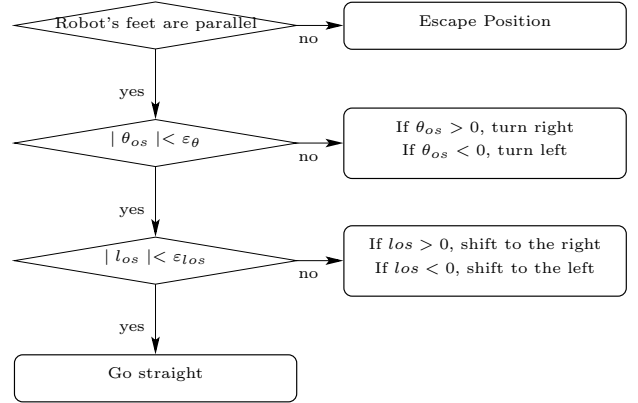 Robot's feet are parallel
no
Escape Position
yes
| θ_os |< ε_θ
no
If θ_os > 0, turn right
If θ_os < 0, turn left
yes
| l_os |< ε_los
no
If los > 0, shift to the right
If los < 0, shift to the left
yes
Go straight